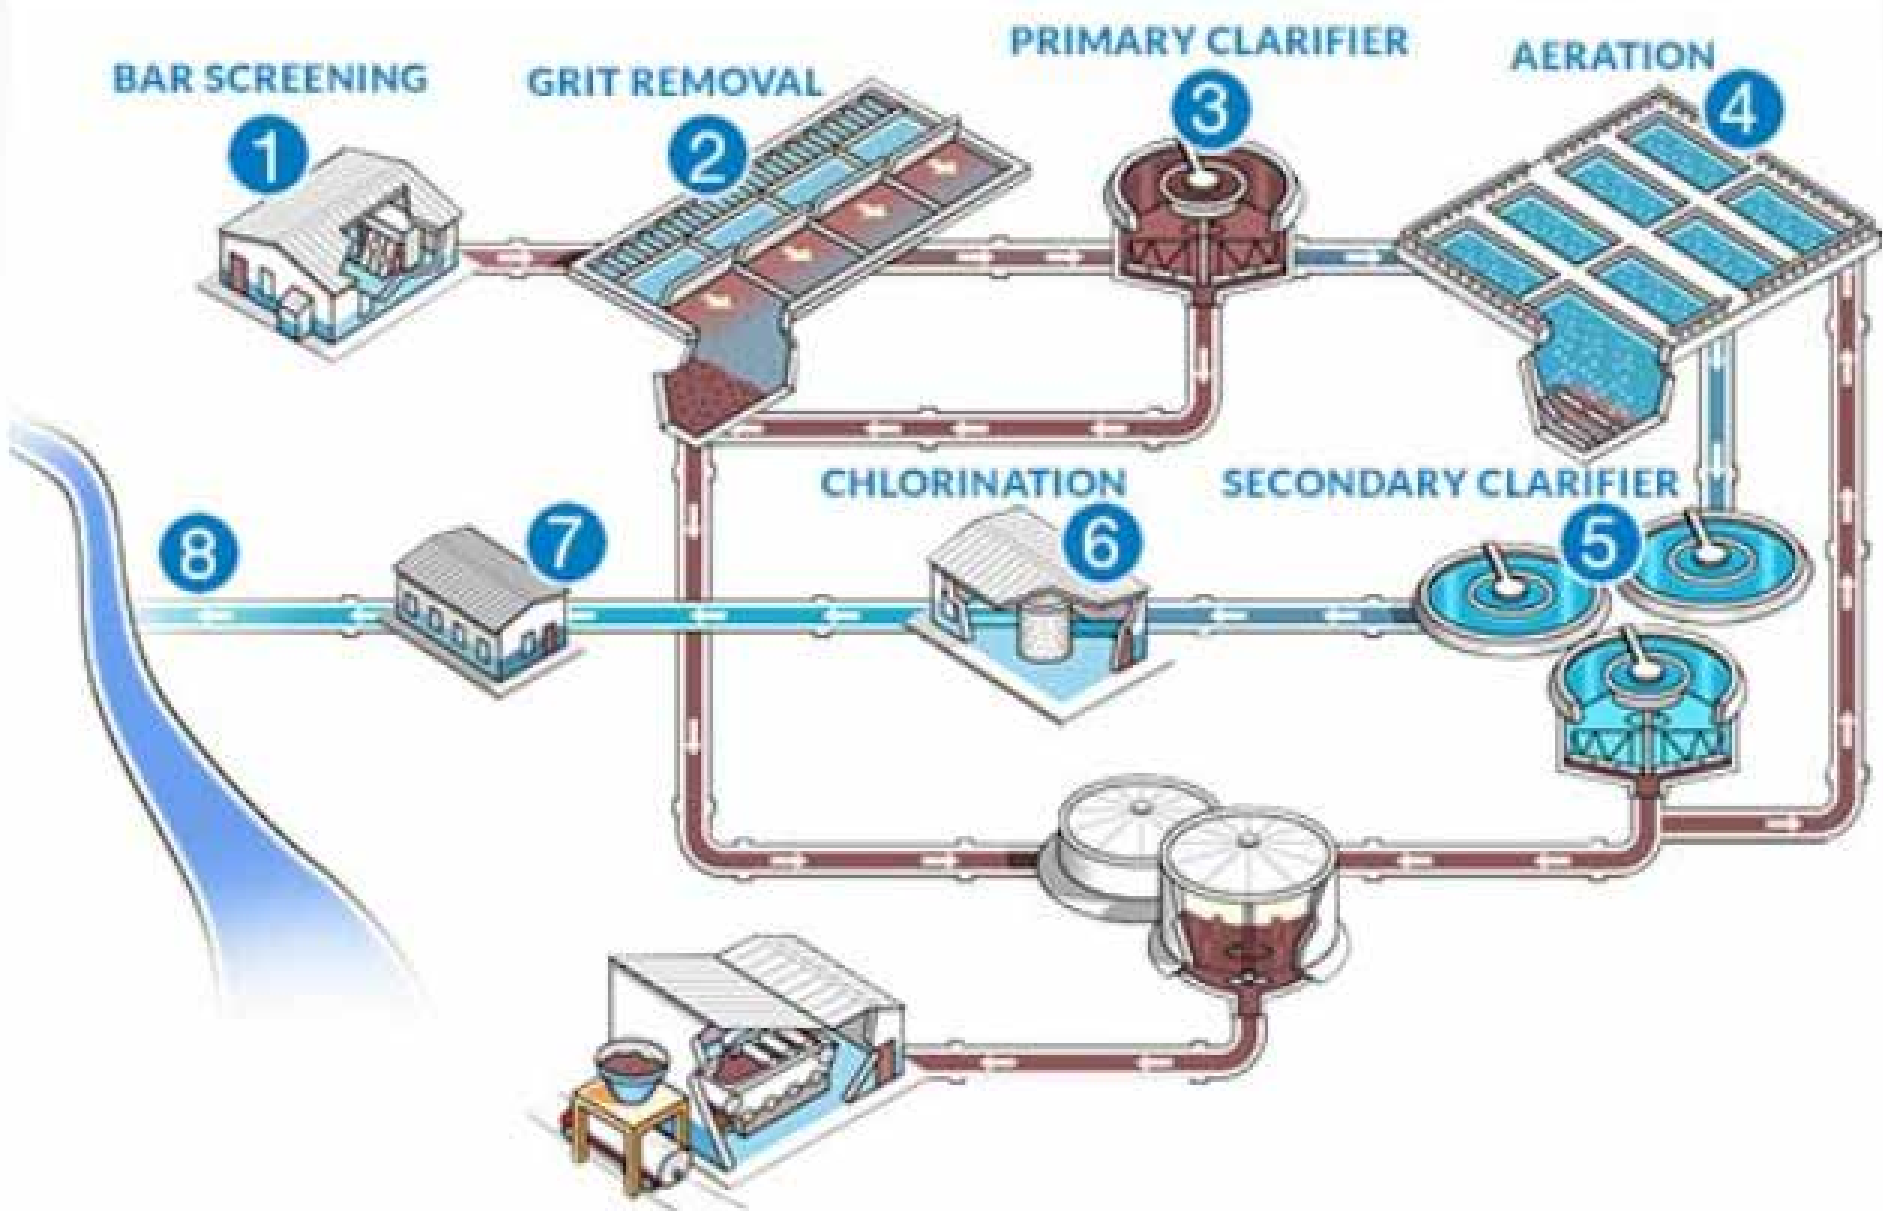 BAR SCREENING
1
GRIT REMOVAL
2
PRIMARY CLARIFIER
3
AERATION
4
SECONDARY CLARIFIER
5
CHLORINATION
6
7
8